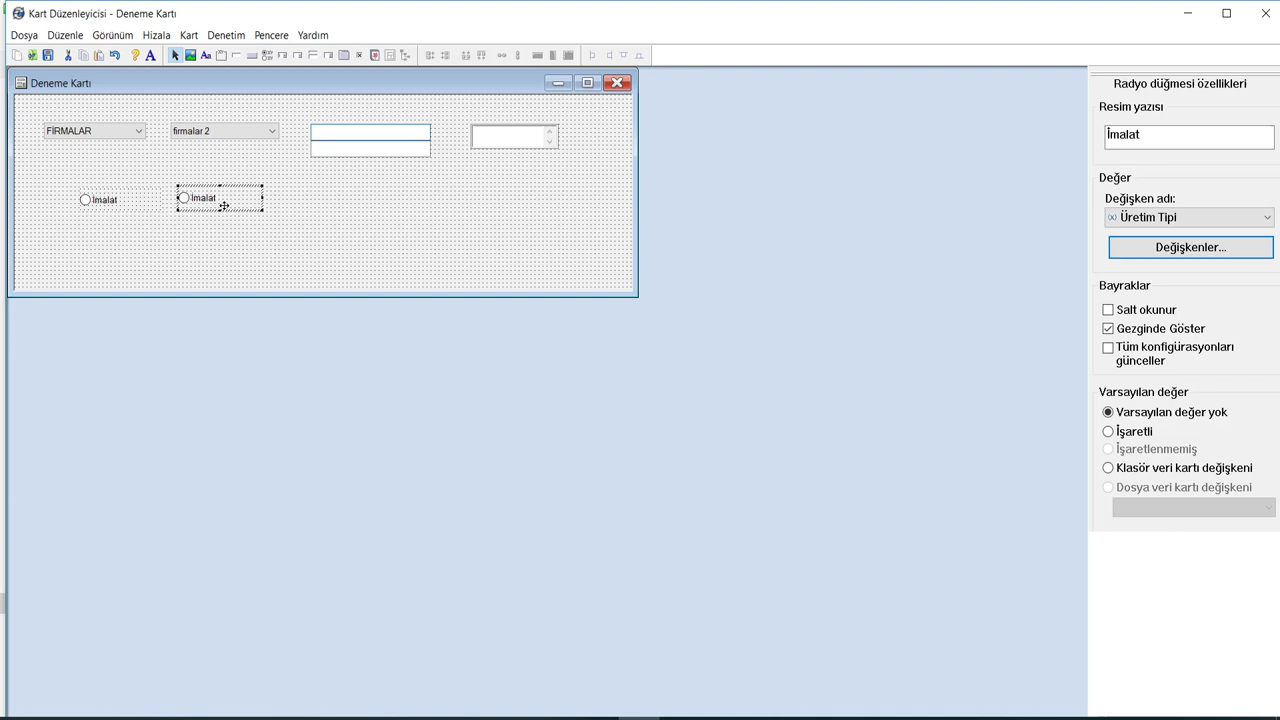 Kart Düzenleyicisi - Deneme Kartı
Dosya Düzenle Görünüm Hizala Kart Denetim Pencere Yardım
Deneme Kartı
FİRMALAR
firmalar 2
İmalat
İmalat
Radyo düğmesi özellikleri
Resim yazısı
İmalat
Değer
Değişken adı:
Üretim Tipi
Değişkenler...
Bayraklar
Salt okunur
Gezginde Göster
Tüm konfigürasyonları
günceller
Varsayılan değer
Varsayılan değer yok
İşaretli
İşaretlenmemiş
Klasör veri kartı değişkeni
Dosya veri kartı değişkeni